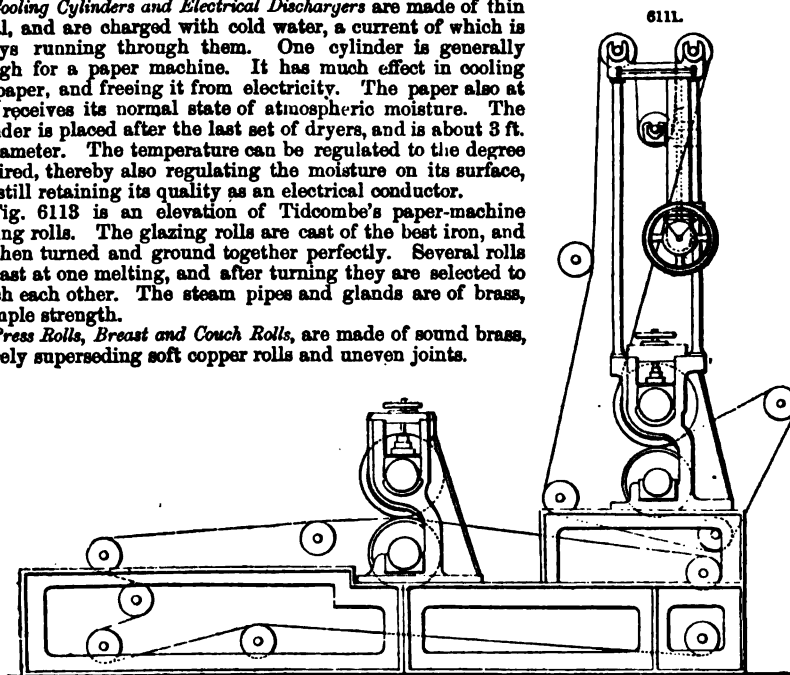 ooling Cylinders and Electrical Dischargers are made of thin
l, and are charged with cold water, a current of which is
ys running through them. One cylinder is generally
gh for a paper machine. It has much effect in cooling
paper, and freeing it from electricity. The paper also at
receives its normal state of atmospheric moisture. The
der is placed after the last set of dryers, and is about 3 ft.
ameter. The temperature can be regulated to the degree
ired, thereby also regulating the moisture on its surface,
still retaining its quality as an electrical conductor.
ig. 6113 is an elevation of Tidcombe's paper-machine
ing rolls. The glazing rolls are cast of the best iron, and
hen turned and ground together perfectly. Several rolls
ast at one melting, and after turning they are selected to
h each other. The steam pipes and glands are of brass,
mple strength.
ress Rolls, Breast and Couch Rolls, are made of sound brass,
ely superseding soft copper rolls and uneven joints.
611L